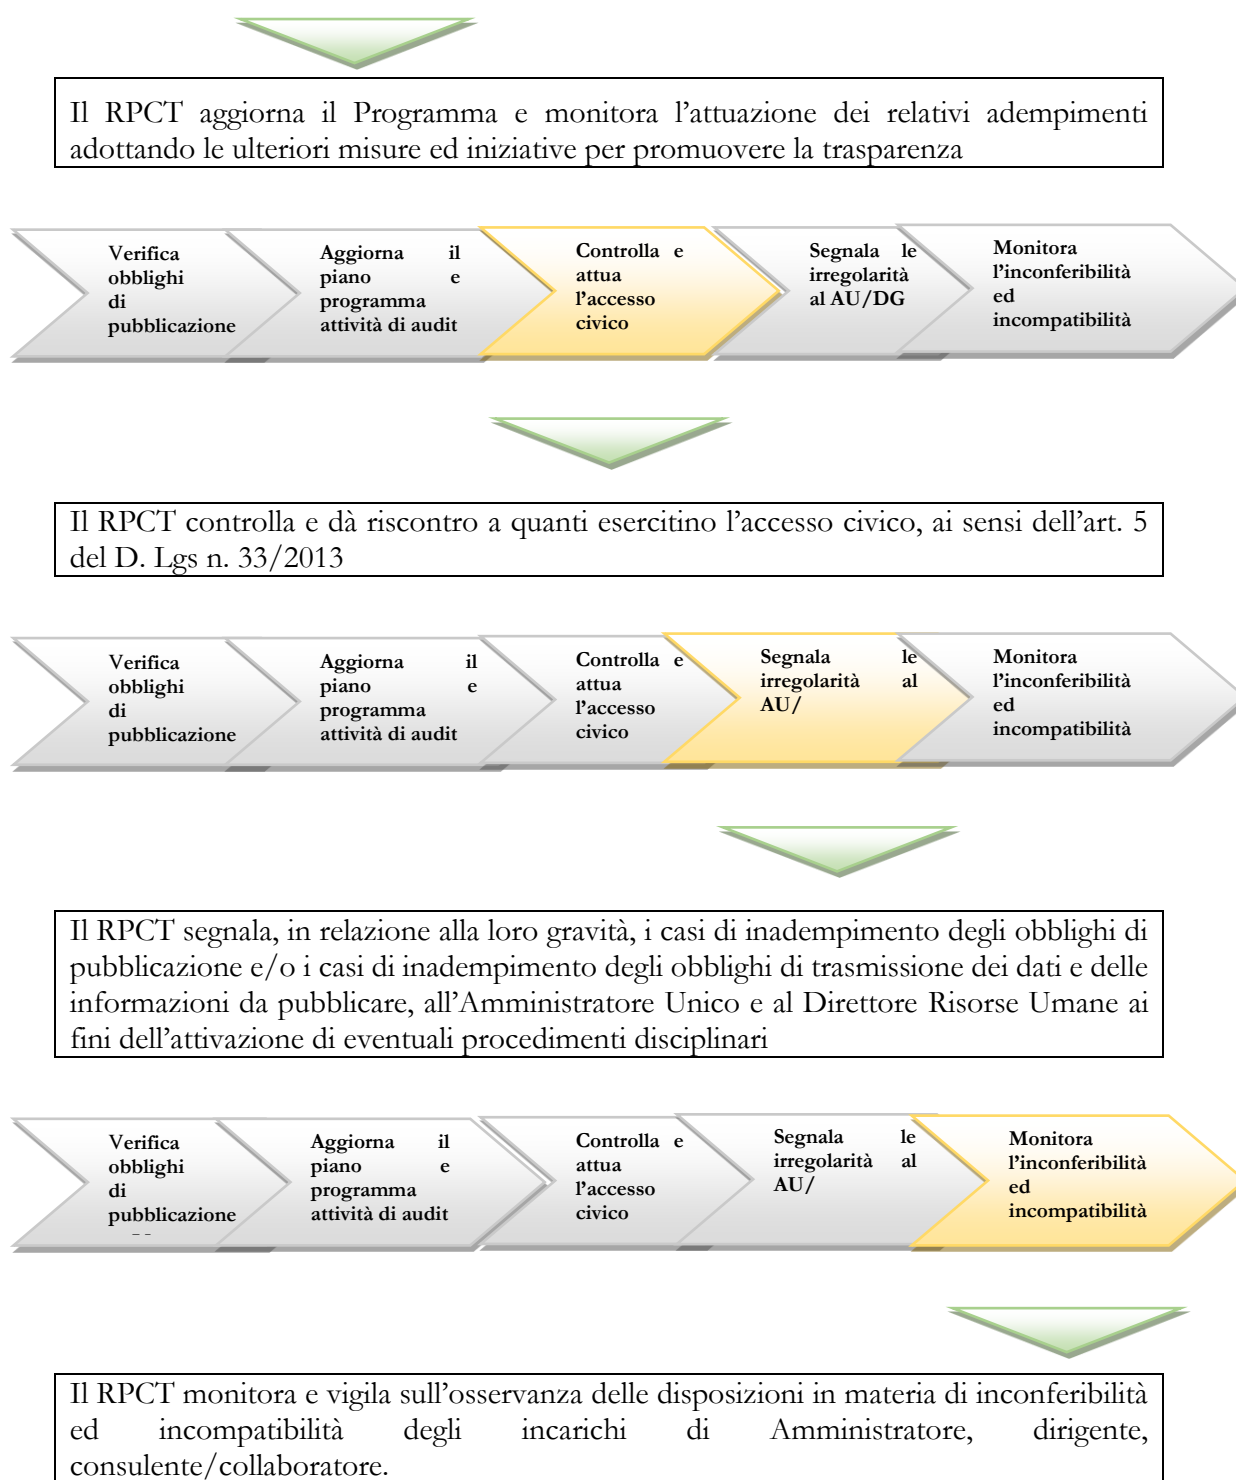 Il RPCT aggiorna il Programma e monitora l'attuazione dei relativi adempimenti
adottando le ulteriori misure ed iniziative per promuovere la trasparenza
Verifica
obblighi
di
pubblicazione
Aggiorna il
piano e
programma
attività di audit
Controlla e
attua
l'accesso
civico
Segnala le
irregolarità
al AU/DG
Monitora
l'inconferibilità
ed
incompatibilità
Il RPCT controlla e dà riscontro a quanti esercitino l'accesso civico, ai sensi dell'art. 5
del D. Lgs n. 33/2013
Verifica
obblighi
di
pubblicazione
Aggiorna il
piano e
programma
attività di audit
Controlla e
attua
l'accesso
civico
Segnala le
irregolarità al
AU/
Monitora
l'inconferibilità
ed
incompatibilità
Il RPCT segnala, in relazione alla loro gravità, i casi di inadempimento degli obblighi di
pubblicazione e/o i casi di inadempimento degli obblighi di trasmissione dei dati e delle
informazioni da pubblicare, all'Amministratore Unico e al Direttore Risorse Umane ai
fini dell'attivazione di eventuali procedimenti disciplinari
Verifica
obblighi
di
pubblicazione
Aggiorna il
piano e
programma
attività di audit
Controlla e
attua
l'accesso
civico
Segnala le
irregolarità al
AU/
Monitora
l'inconferibilità
ed
incompatibilità
Il RPCT monitora e vigila sull'osservanza delle disposizioni in materia di inconferibilità
ed incompatibilità degli incarichi di Amministratore, dirigente,
consulente/collaboratore.